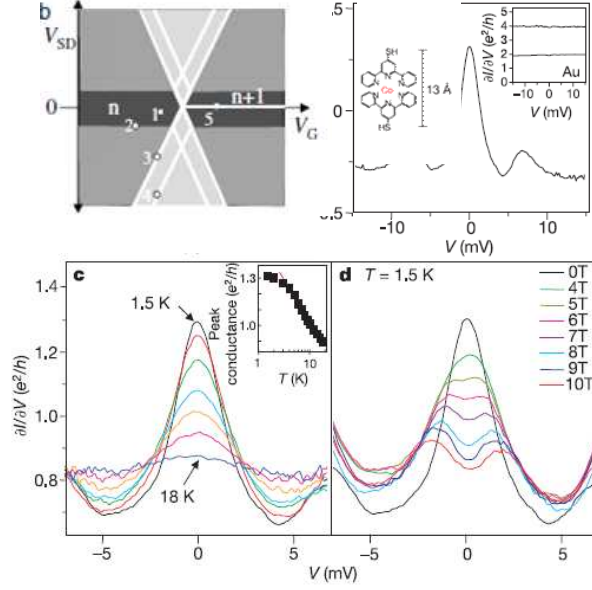 b
V_SD
0
n
1
2
3
4
5
n+1
V_G
SH
N
N
N
Co
N
N
N
HS
13 Å
.5
0
.5
-10
0
10
V (mV)
∂I/∂V (e²/h)
5
4
3
2
1
0
Au
-10 -5 0 5 10
V (mV)
c
1.5 K
18 K
∂I/∂V (e²/h)
1.4
1.2
1.0
0.8
−5
0
5
Peak
conductance (e²/h)
1.3
1.0
1
10
T (K)
d
T = 1.5 K
0T
4T
5T
6T
7T
8T
9T
10T
−5
0
5
V (mV)